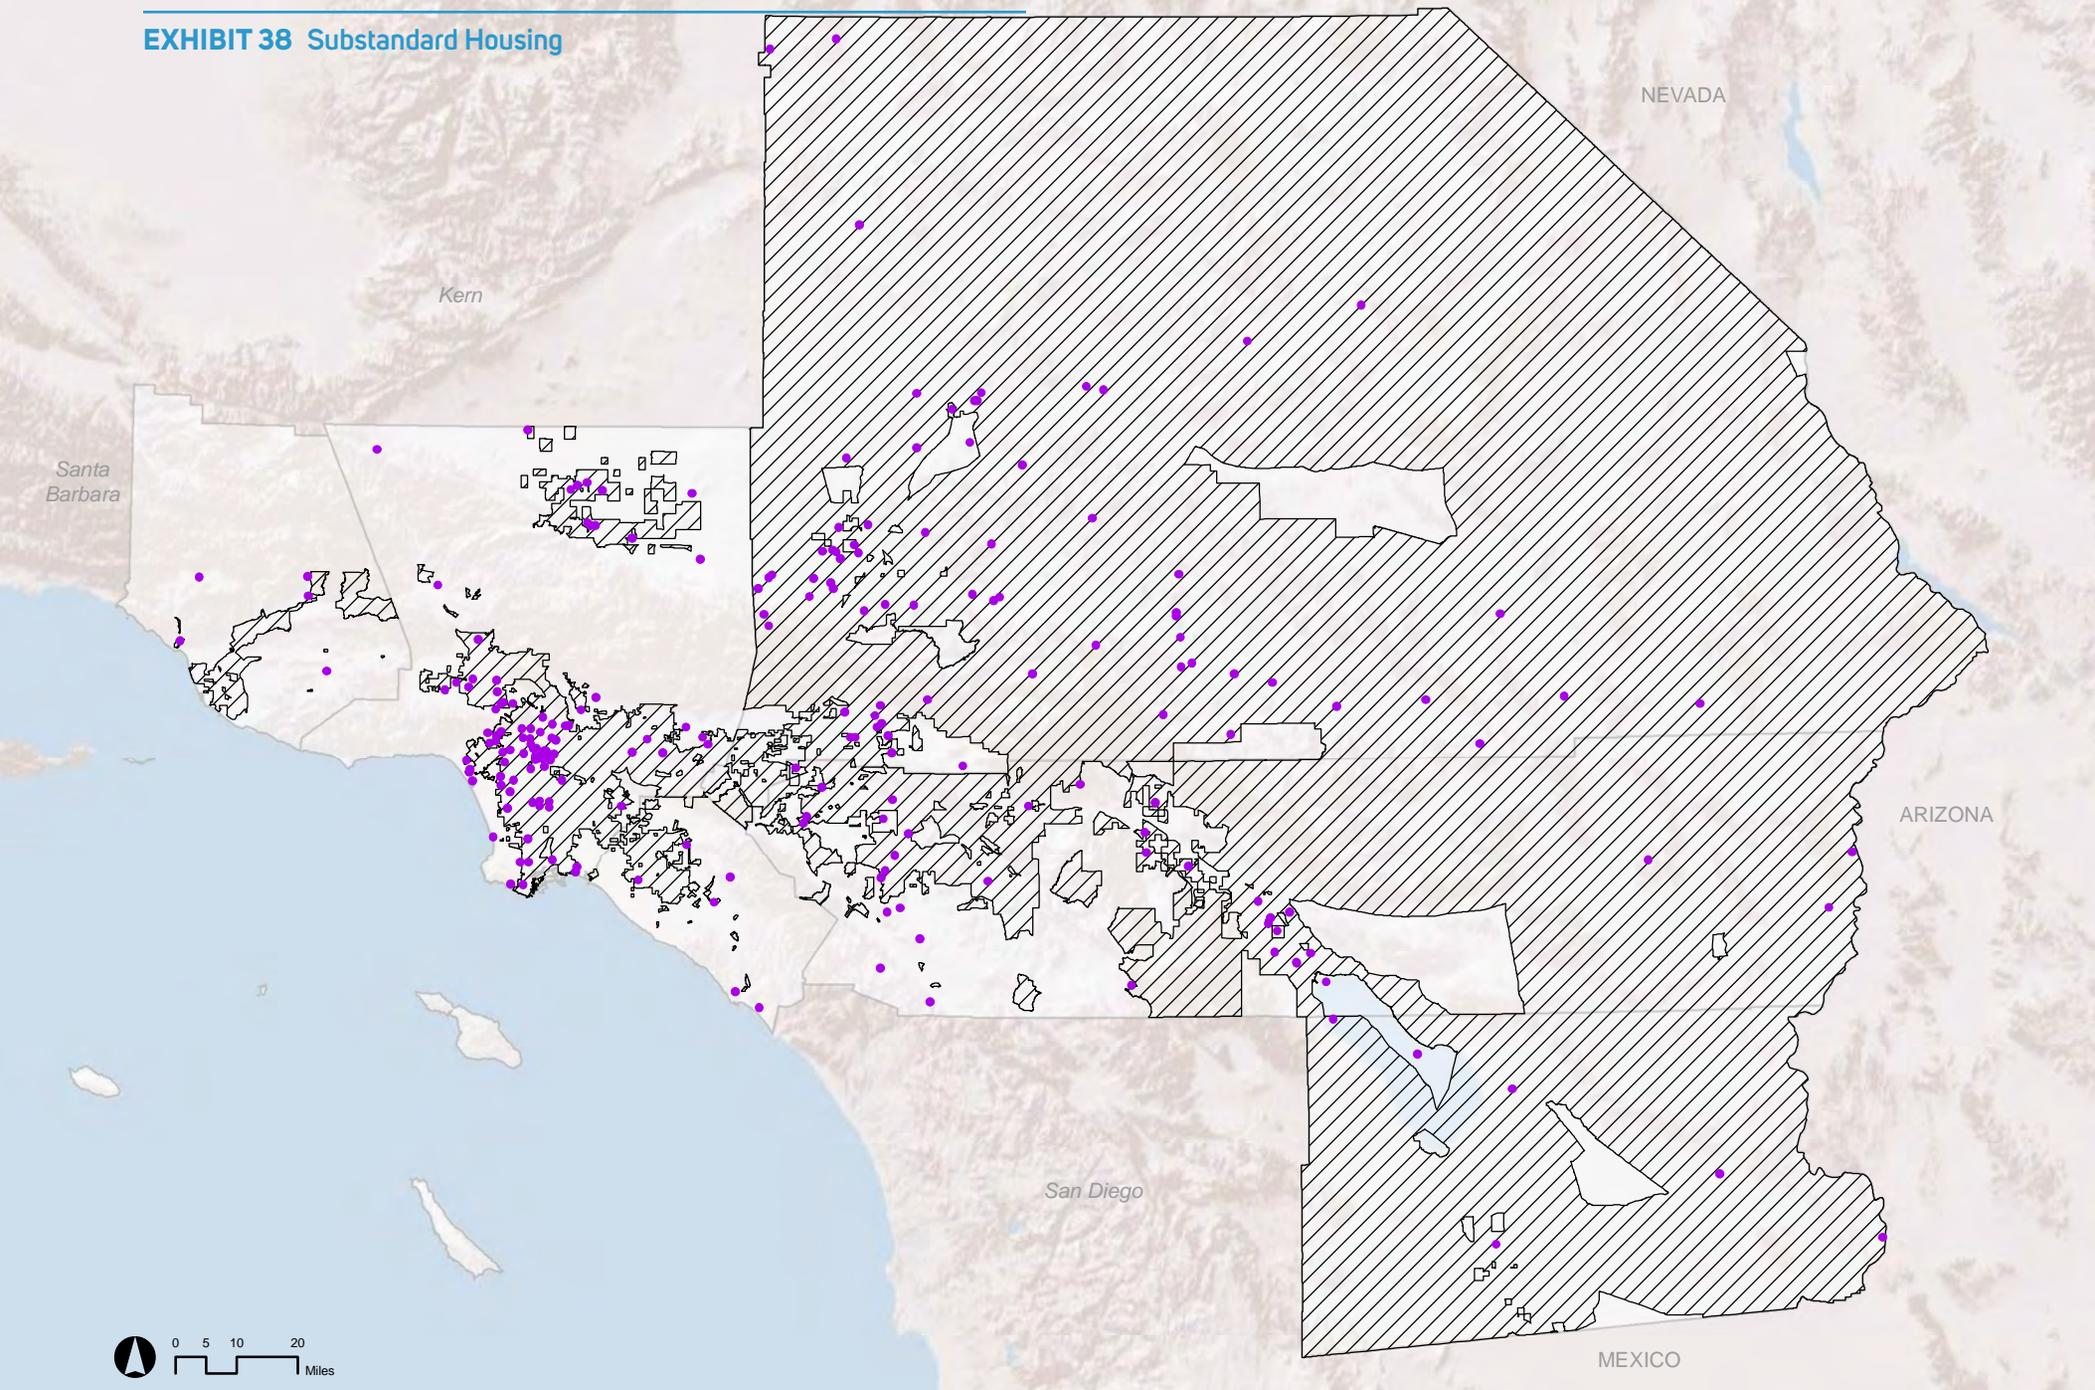 EXHIBIT 38 Substandard Housing
NEVADA
Kern
Santa
Barbara
ARIZONA
San Diego
MEXICO
0 5 10 20
Miles